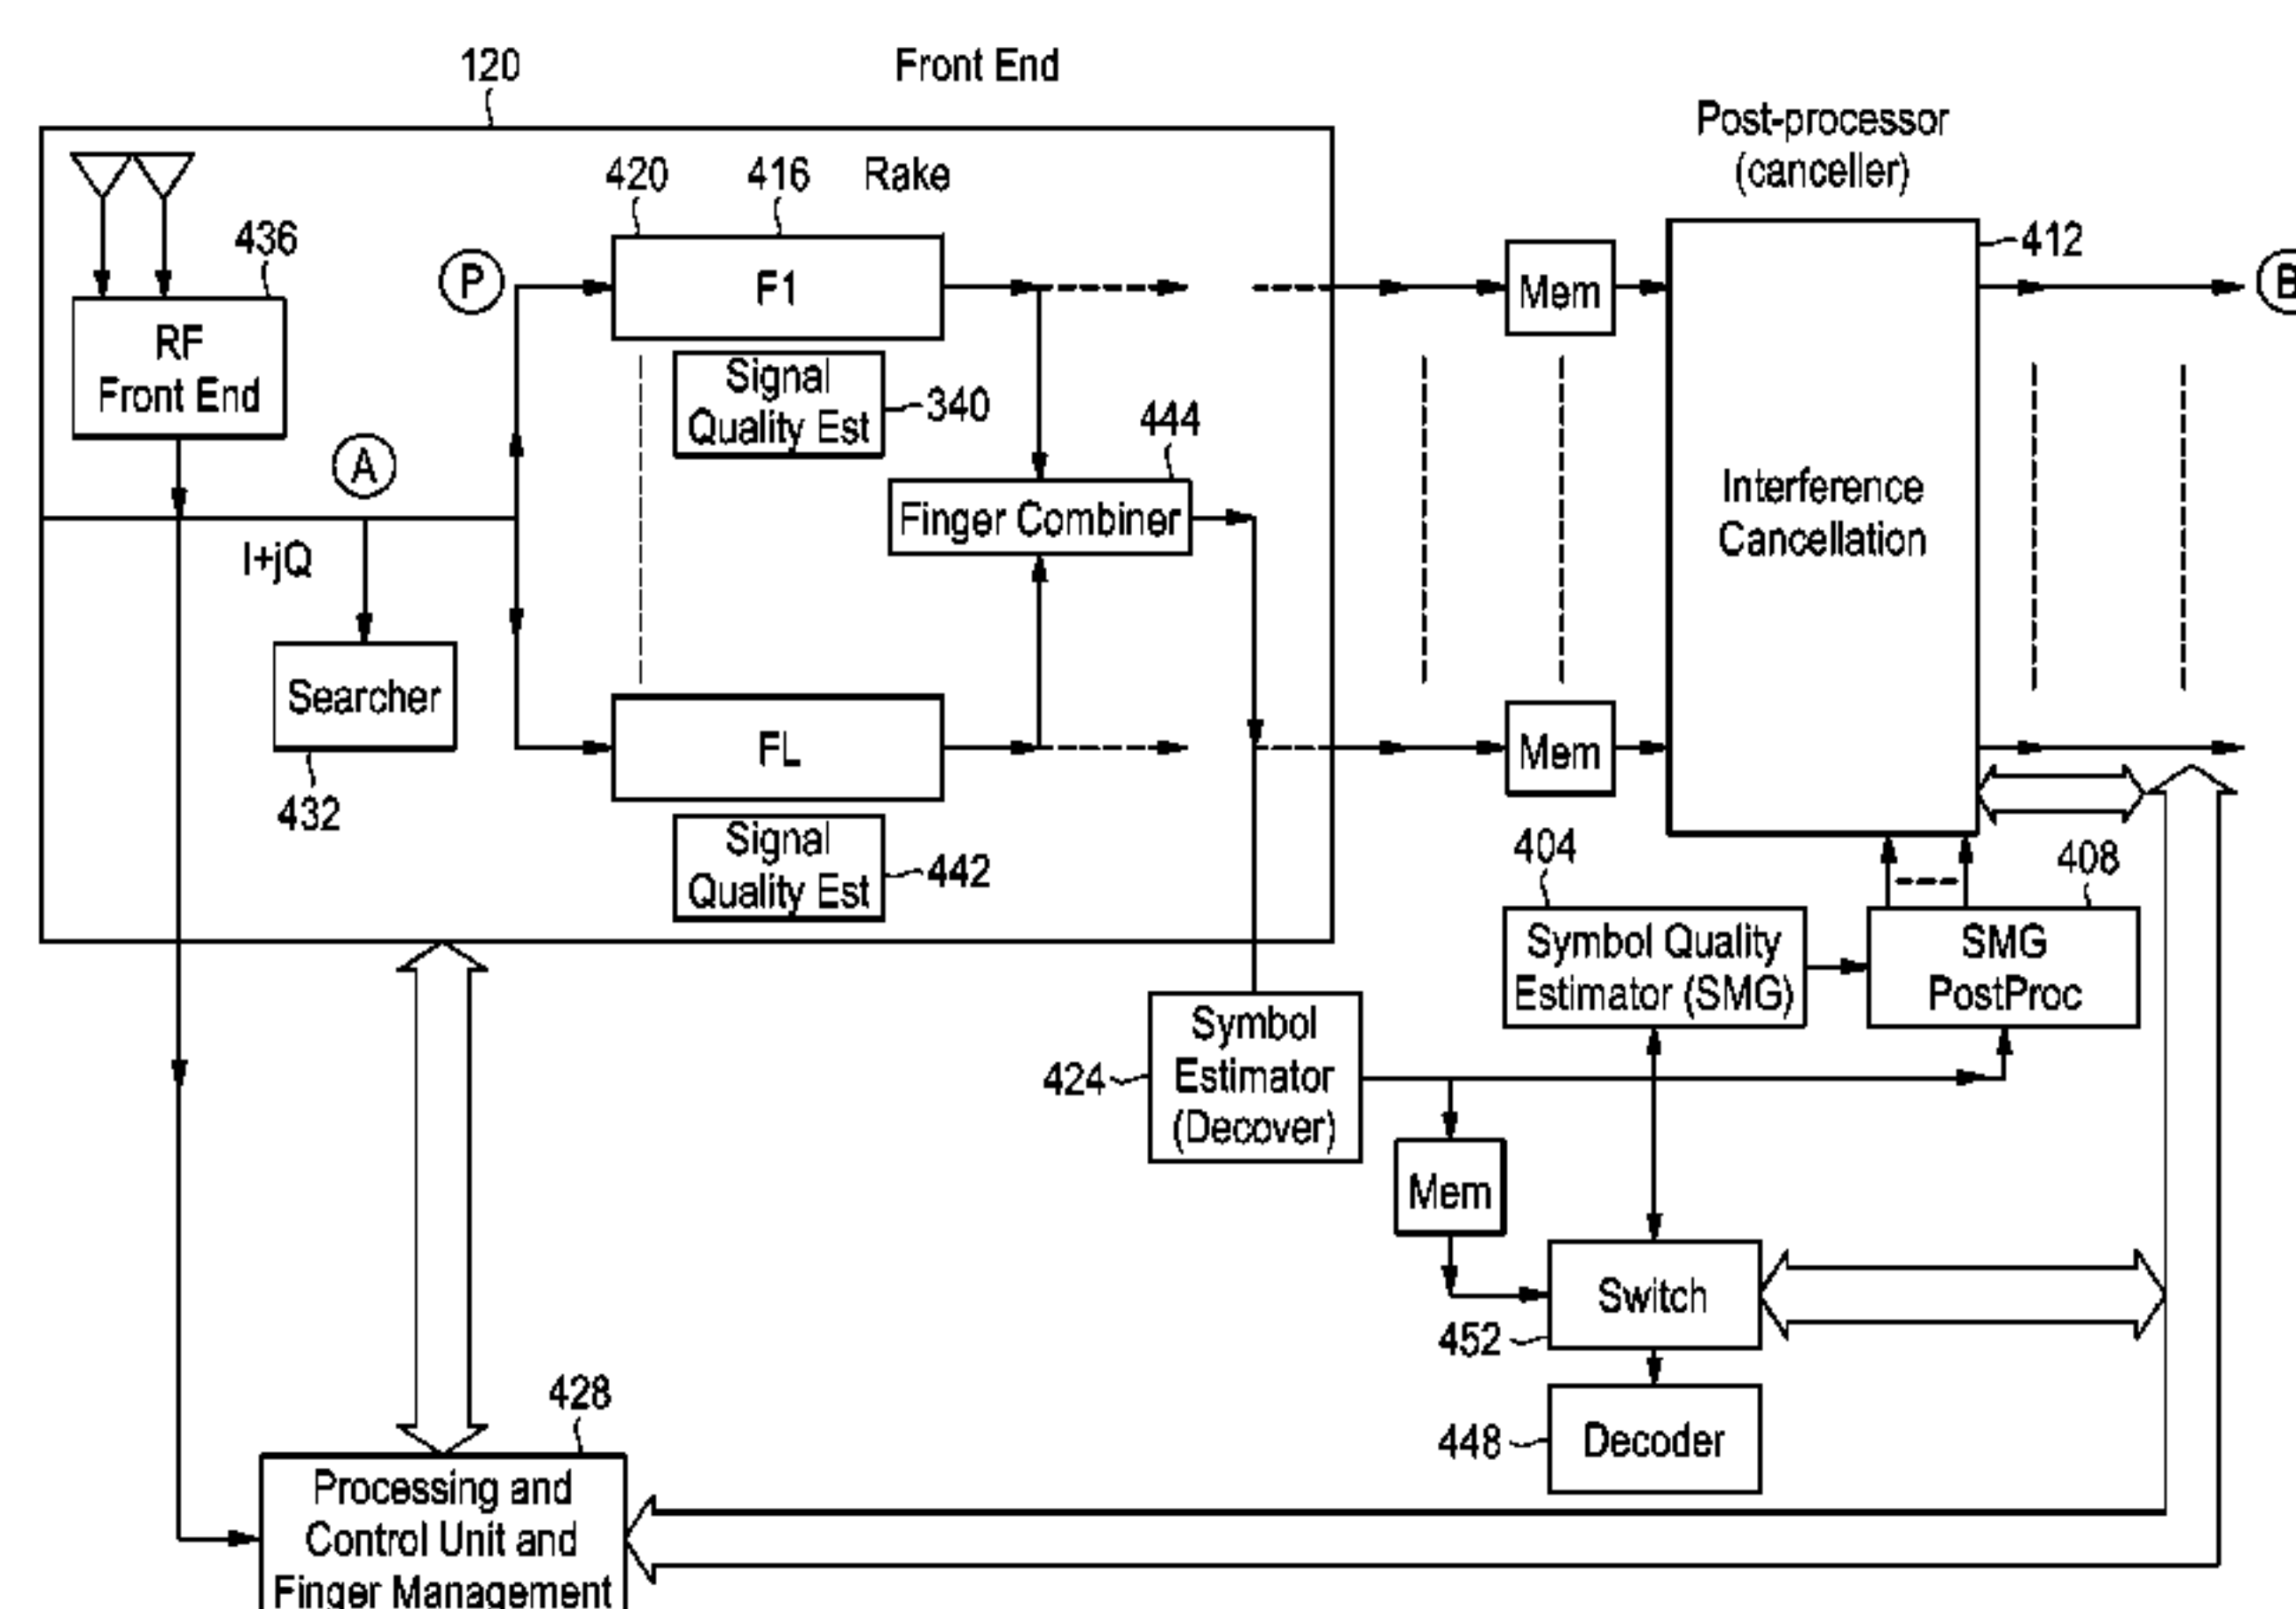 120
Front End
Post-processor
(canceller)
420
416
Rake
436
412
P
F1
Mem
B
RF
Front End
Signal
Quality Est
340
444
A
Interference
Cancellation
Finger Combiner
I+jQ
Searcher
FL
Mem
432
Signal
Quality Est
442
404
408
Symbol Quality
Estimator (SMG)
SMG
PostProc
Symbol
Estimator
(Decover)
424
Mem
Switch
452
428
448
Decoder
Processing and
Control Unit and
Finger Management